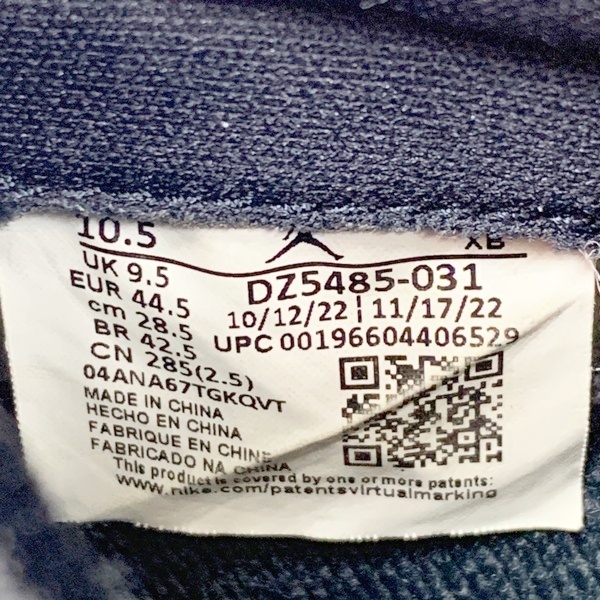 10.5 XB
UK 9.5
EUR 44.5
cm 28.5
BR 42.5
CN 285(2.5)
04ANA67TGKQVT
DZ5485-031
10/12/22 | 11/17/22
UPC 00196604406529
MADE IN CHINA
HECHO EN CHINA
FABRIQUE EN CHINE
FABRICADO NA CHINA
This product is covered by one or more patents:
www.nike.com/patentsvirtualmarking